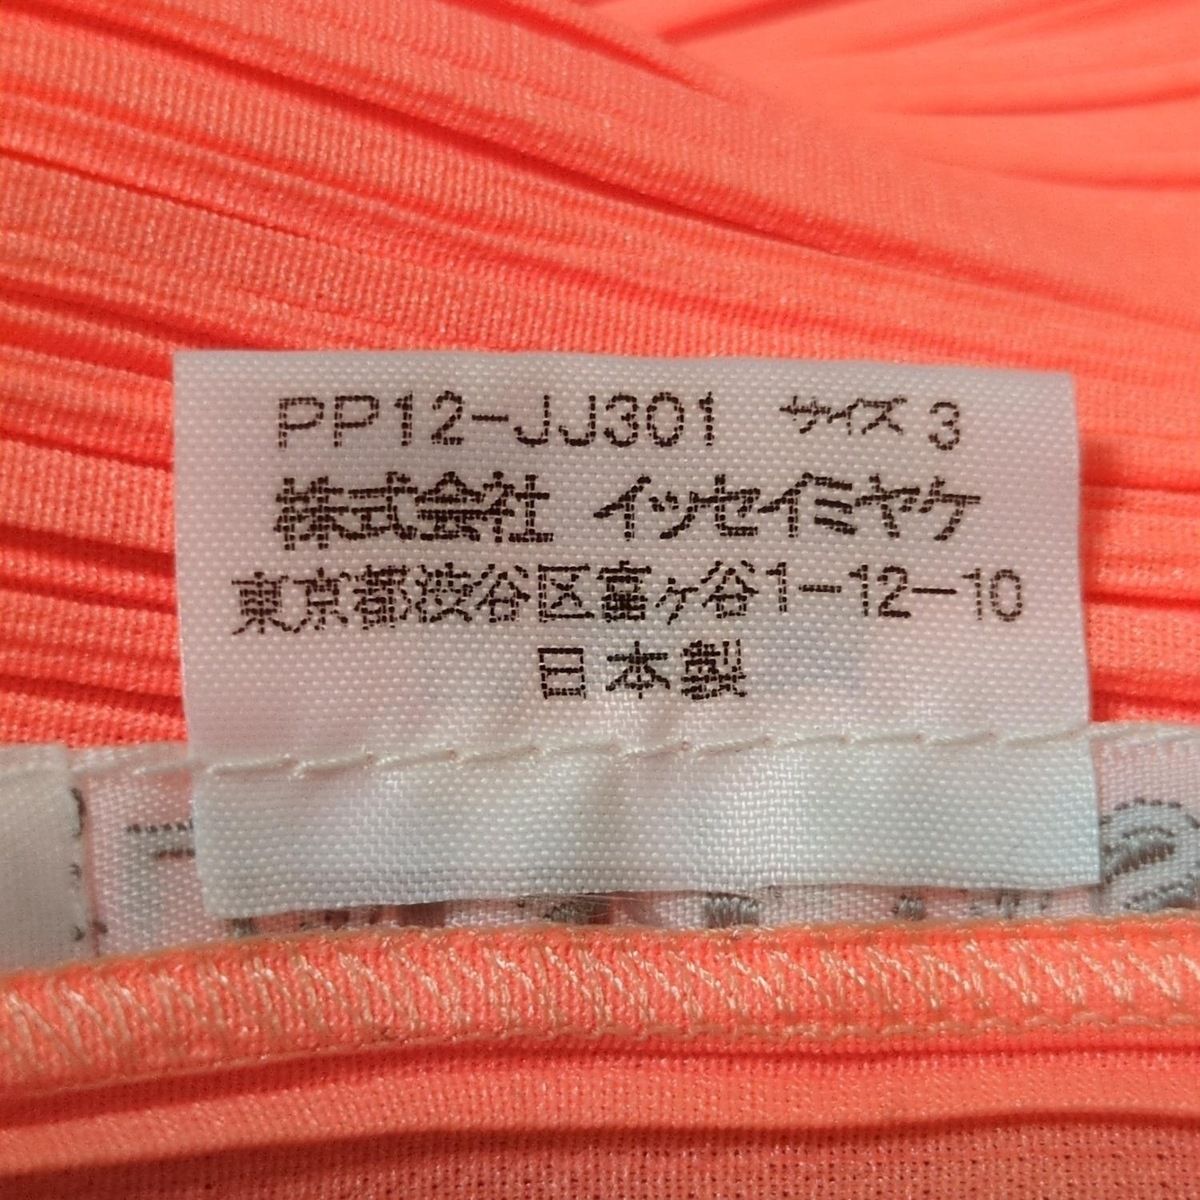 PP12-JJ301 サイズ 3
株式会社 イッセイミヤケ
東京都渋谷区富ヶ谷1-12-10
日本製